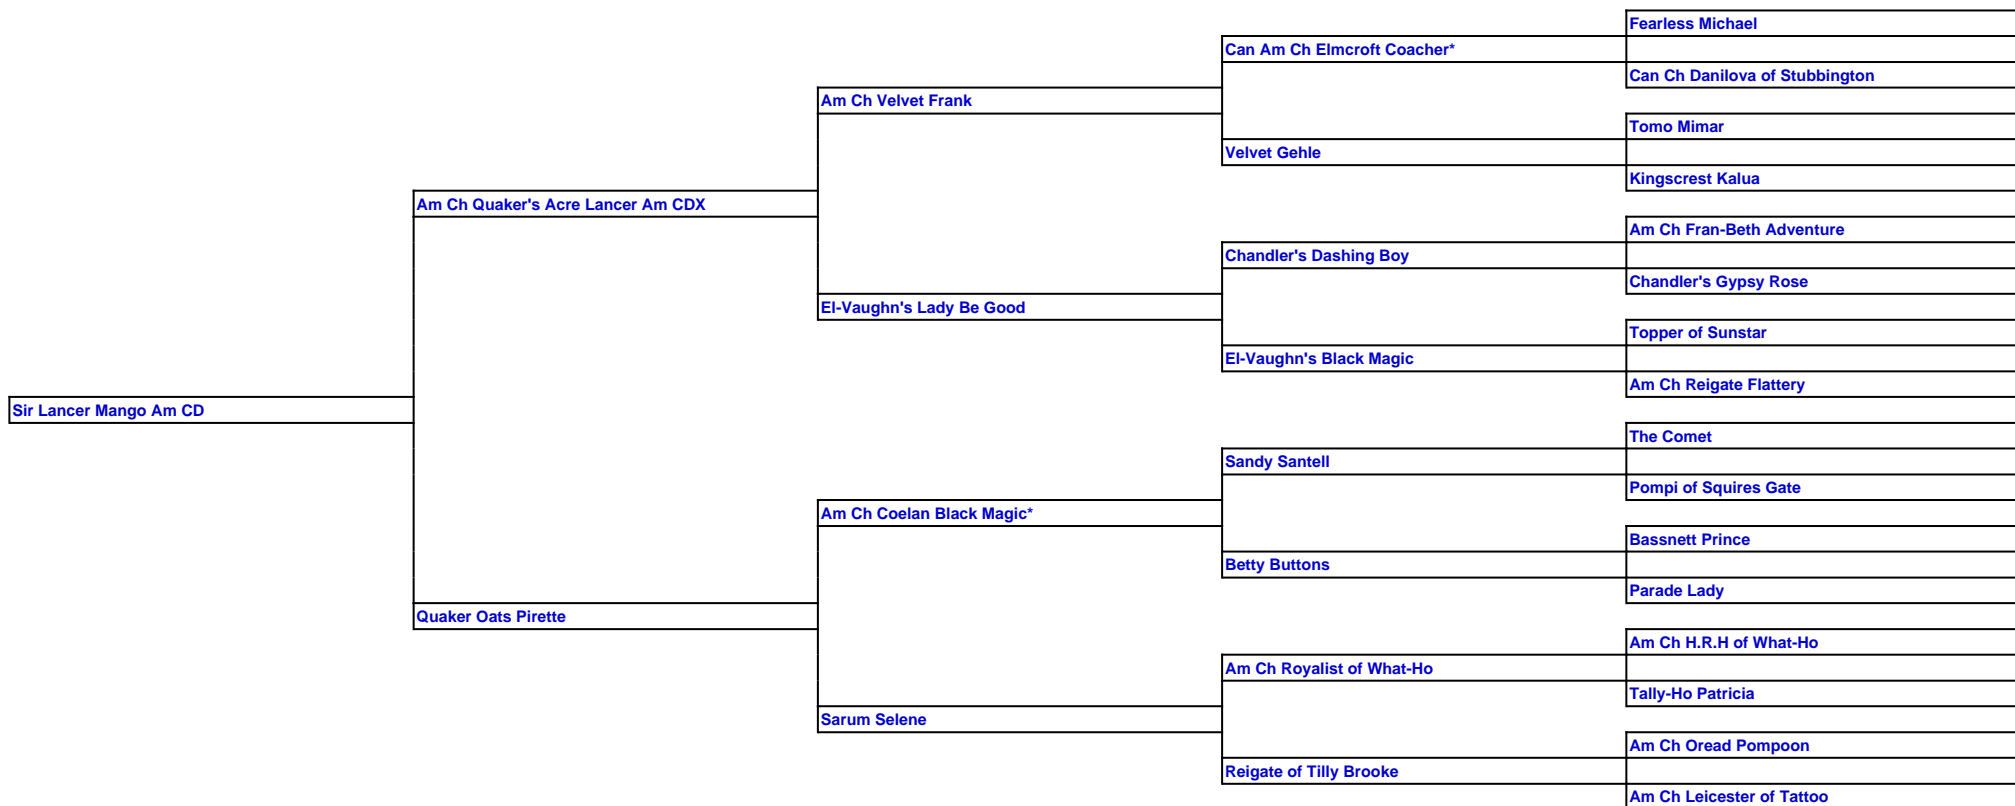 Fearless Michael
Can Am Ch Elmcroft Coacher*
Can Ch Danilova of Stubbington
Am Ch Velvet Frank
Tomo Mimar
Velvet Gehle
Kingscrest Kalua
Am Ch Quaker's Acre Lancer Am CDX
Am Ch Fran-Beth Adventure
Chandler's Dashing Boy
Chandler's Gypsy Rose
El-Vaughn's Lady Be Good
Topper of Sunstar
El-Vaughn's Black Magic
Am Ch Reigate Flattery
Sir Lancer Mango Am CD
The Comet
Sandy Santell
Pompi of Squires Gate
Am Ch Coelan Black Magic*
Bassnett Prince
Betty Buttons
Parade Lady
Quaker Oats Pirette
Am Ch H.R.H of What-Ho
Am Ch Royalist of What-Ho
Tally-Ho Patricia
Sarum Selene
Am Ch Oread Pompoon
Reigate of Tilly Brooke
Am Ch Leicester of Tattoo